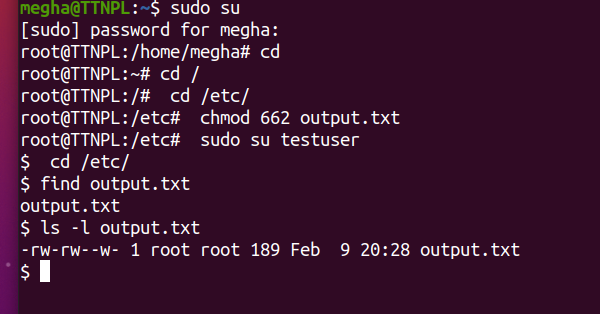 megha@TTNPL:~$ sudo su
[sudo] password for megha:
root@TTNPL:/home/megha# cd
root@TTNPL:~# cd /
root@TTNPL:/#  cd /etc/
root@TTNPL:/etc#  chmod 662 output.txt
root@TTNPL:/etc#  sudo su testuser
$  cd /etc/
$ find output.txt
output.txt
$ ls -l output.txt
-rw-rw--w- 1 root root 189 Feb  9 20:28 output.txt
$